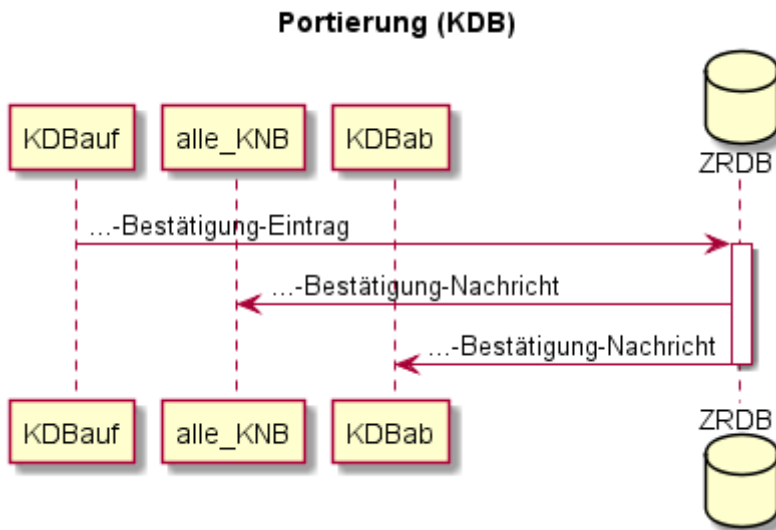 Portierung (KDB)
KDBauf
alle_KNB
KDBab
ZRDB
...-Bestätigung-Eintrag
...-Bestätigung-Nachricht
...-Bestätigung-Nachricht
KDBauf
alle_KNB
KDBab
ZRDB